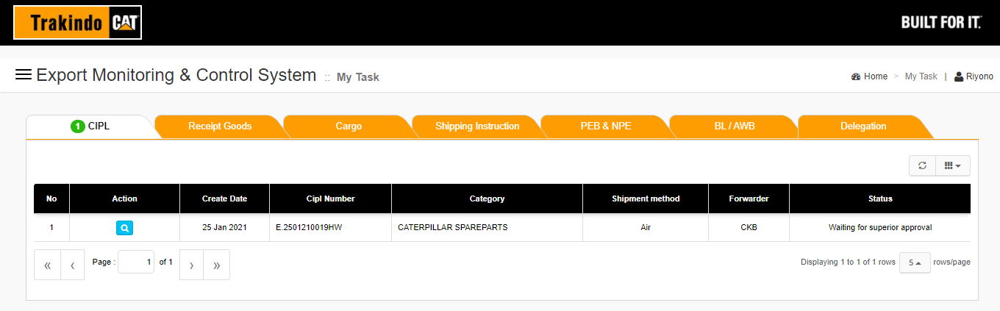 Trakindo CAT
BUILT FOR IT.
Export Monitoring & Control System :: My Task
Home > My Task | Riyono
1 CIPL Receipt Goods Cargo Shipping Instruction PEB & NPE BL / AWB Delegation
No Action Create Date Cipl Number Category Shipment method Forwarder Status
1 25 Jan 2021 E.2501210019HW CATERPILLAR SPAREPARTS Air CKB Waiting for superior approval
« ‹ Page : 1 of 1 › » Displaying 1 to 1 of 1 rows 5 rows/page